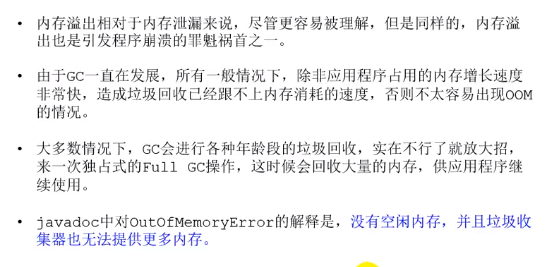 • 内存溢出相对于内存泄漏来说，尽管更容易被理解，但是同样的，内存溢
出也是引发程序崩溃的罪魁祸首之一。
• 由于GC一直在发展，所有一般情况下，除非应用程序占用的内存增长速度
非常快，造成垃圾回收已经跟不上内存消耗的速度，否则不太容易出现OOM
的情况。
• 大多数情况下，GC会进行各种年龄段的垃圾回收，实在不行了就放大招，
来一次独占式的Full GC操作，这时候会回收大量的内存，供应用程序继
续使用。
• javadoc中对OutOfMemoryError的解释是，没有空闲内存，并且垃圾收
集器也无法提供更多内存。